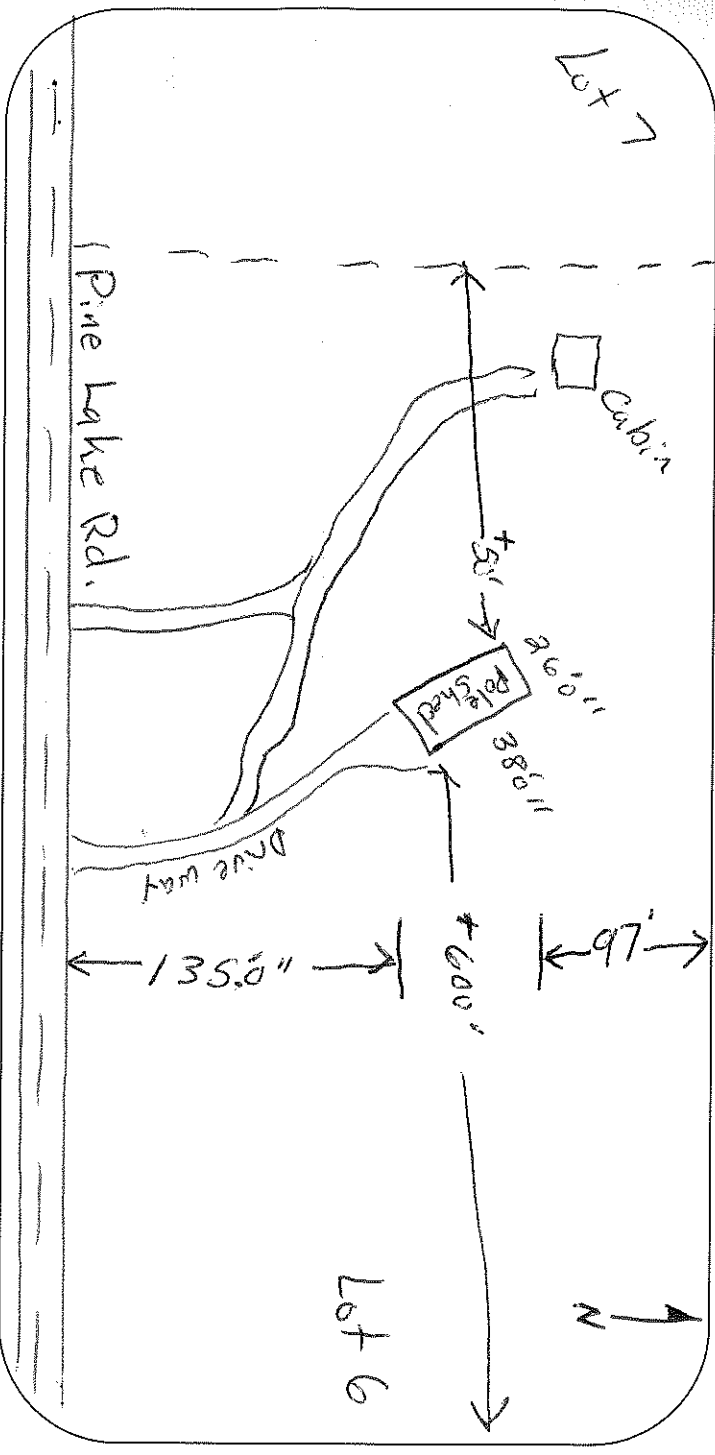 Lot 7
Pine Lake Rd.
Cabin
+50'
Pole
Shed
26'0"
38'0"
Drive way
135'.0"
+600'
97'
Lot 6
N